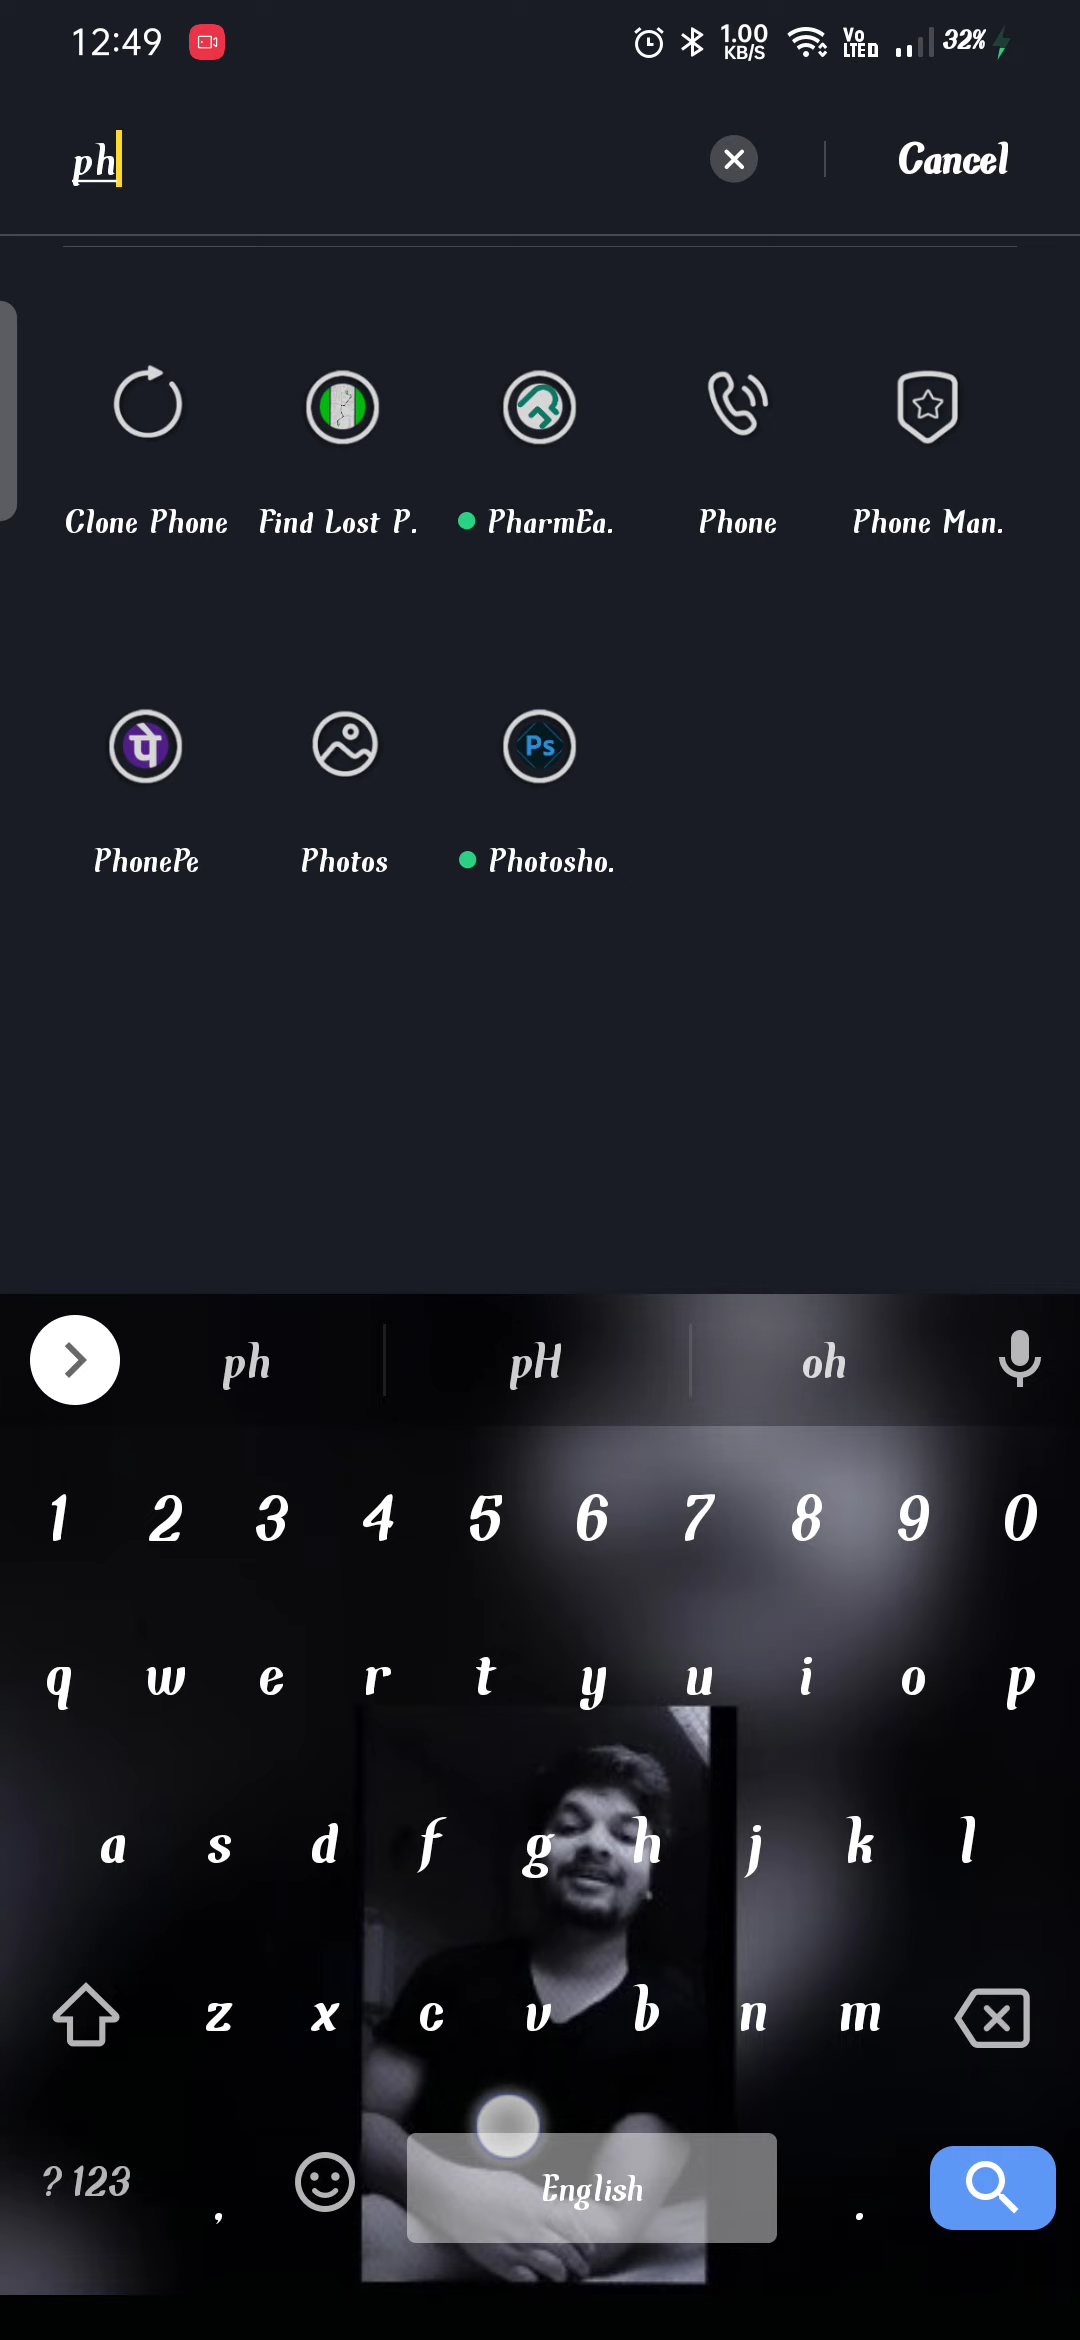 12:49 1.00 KB/S Vo LTE 32%
ph Cancel
Clone Phone Find Lost P. PharmEa. Phone Phone Man.
पे Ps
PhonePe Photos Photosho.
ph pH oh
1 2 3 4 5 6 7 8 9 0
q w e r t y u i o p
a s d f g h j k l
z x c v b n m
?123 , English .